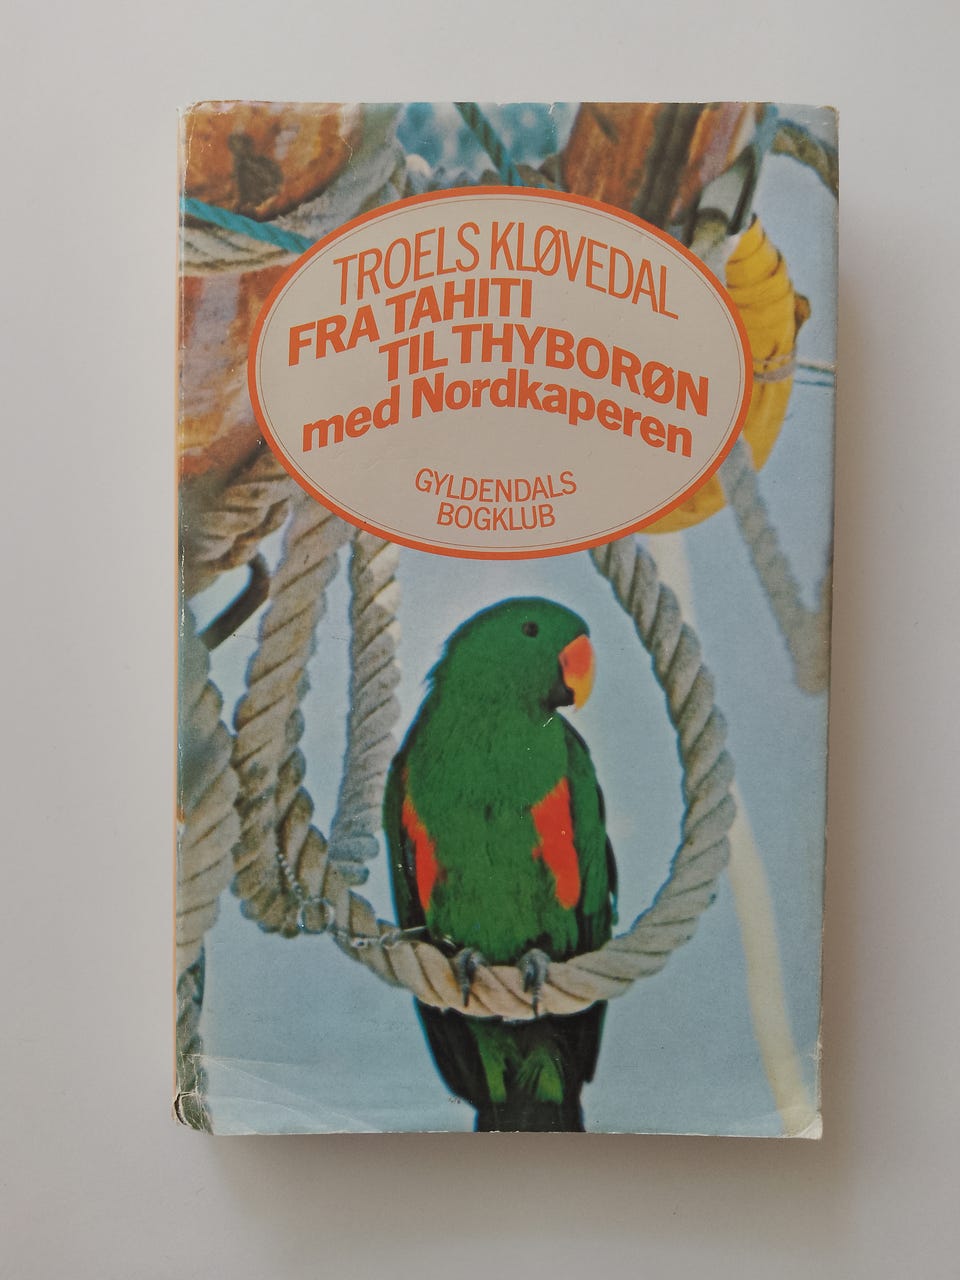 TROELS KLØVEDAL
FRA TAHITI
TIL THYBORØN
med Nordkaperen
GYLDENDALS
BOGKLUB